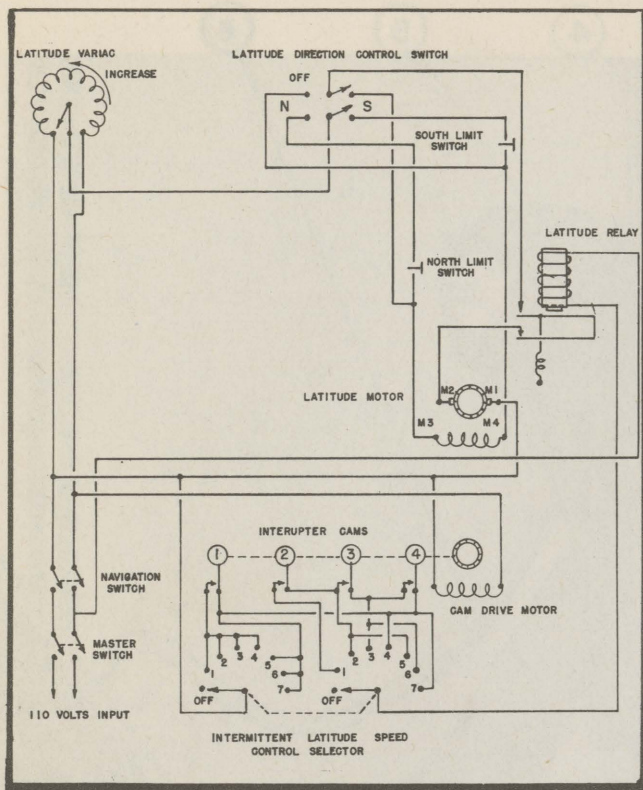 LATITUDE VARIAC
INCREASE
LATITUDE DIRECTION CONTROL SWITCH
OFF
N
S
SOUTH LIMIT
SWITCH
LATITUDE RELAY
NORTH LIMIT
SWITCH
LATITUDE MOTOR
M2
M1
M3
M4
INTERUPTER CAMS
1
2
3
4
NAVIGATION
SWITCH
CAM DRIVE MOTOR
MASTER
SWITCH
1
2
3
4
5
6
7
OFF
1
2
3
4
5
6
7
OFF
110 VOLTS INPUT
INTERMITTENT LATITUDE SPEED
CONTROL SELECTOR